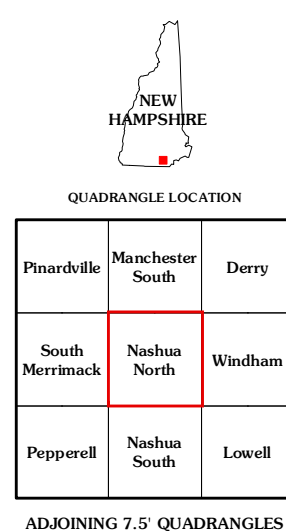 NEW
HAMPSHIRE
QUADRANGLE LOCATION
Pinardville
Manchester
South
Derry
South
Merrimack
Nashua
North
Windham
Pepperell
Nashua
South
Lowell
ADJOINING 7.5' QUADRANGLES